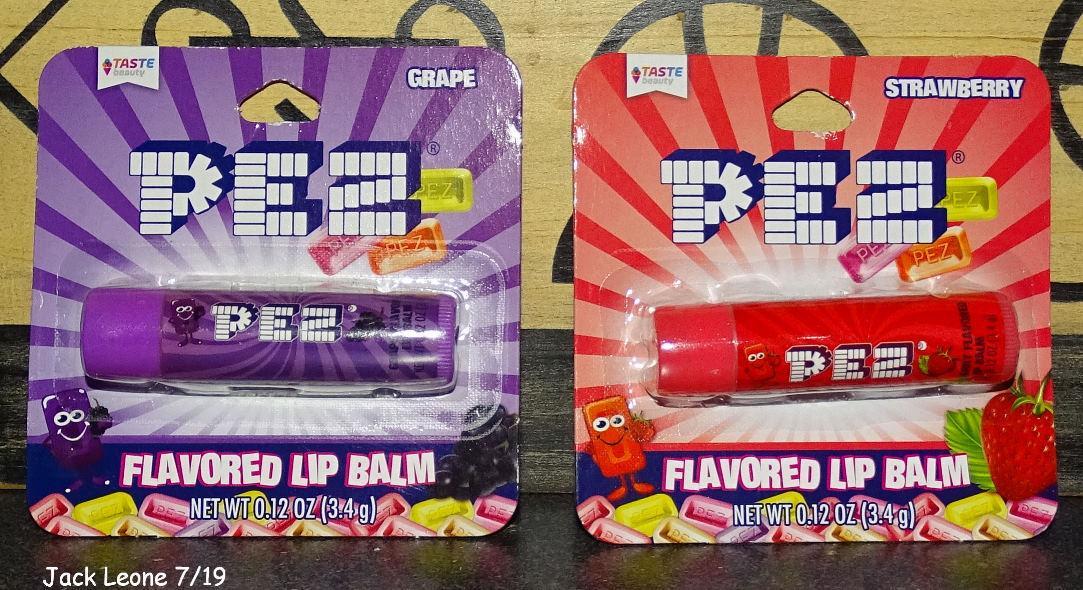 TASTE
beauty
GRAPE
PEZ®
PEZ
PEZ
FLAVORED LIP BALM
NET WT 0.12 OZ (3.4 g)
TASTE
beauty
STRAWBERRY
PEZ®
PEZ
PEZ
PEZ
FLAVORED LIP BALM
NET WT 0.12 OZ (3.4 g)
Jack Leone 7/19